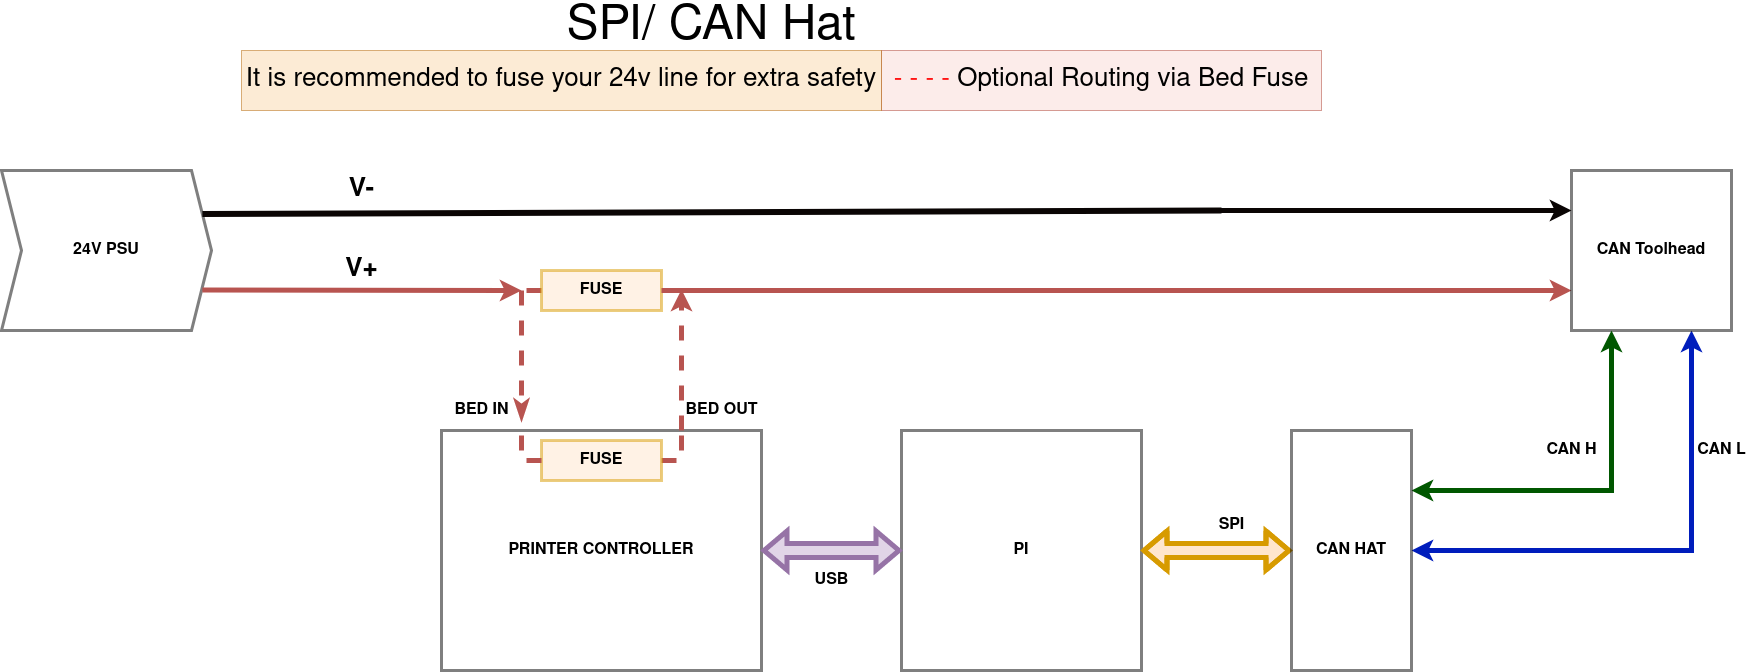 SPI/ CAN Hat
It is recommended to fuse your 24v line for extra safety
- - - - Optional Routing via Bed Fuse
V-
24V PSU
CAN Toolhead
V+
FUSE
BED IN
BED OUT
FUSE
CAN H
CAN L
SPI
PRINTER CONTROLLER
PI
CAN HAT
USB